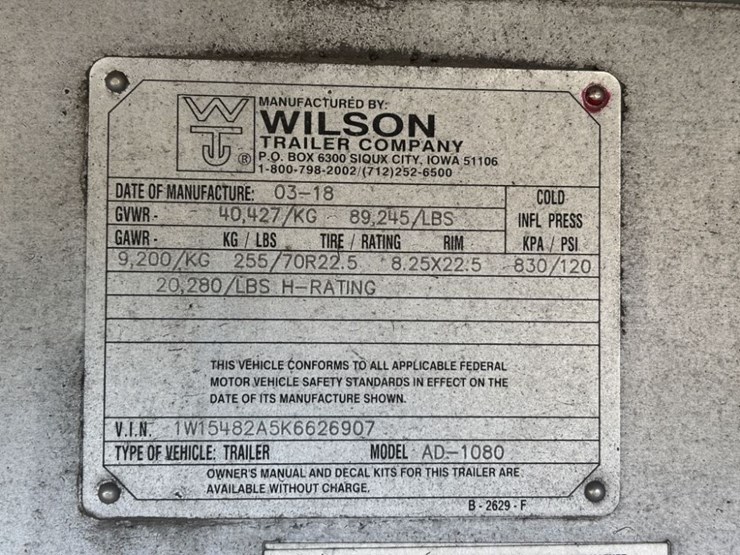 MANUFACTURED BY:
WILSON
TRAILER COMPANY
P.O. BOX 6300 SIOUX CITY, IOWA 51106
1-800-798-2002/(712)252-6500
WTC ®
DATE OF MANUFACTURE: 03-18
GVWR - 40,427/KG - 89,245/LBS
COLD
INFL PRESS
GAWR - KG / LBS TIRE / RATING RIM KPA / PSI
9,200/KG 255/70R22.5 8.25X22.5 830/120
20,280/LBS H-RATING
THIS VEHICLE CONFORMS TO ALL APPLICABLE FEDERAL
MOTOR VEHICLE SAFETY STANDARDS IN EFFECT ON THE
DATE OF ITS MANUFACTURE SHOWN.
V.I.N. 1W15482A5K6626907
TYPE OF VEHICLE: TRAILER MODEL AD-1080
OWNER'S MANUAL AND DECAL KITS FOR THIS TRAILER ARE
AVAILABLE WITHOUT CHARGE.
B - 2629 - F